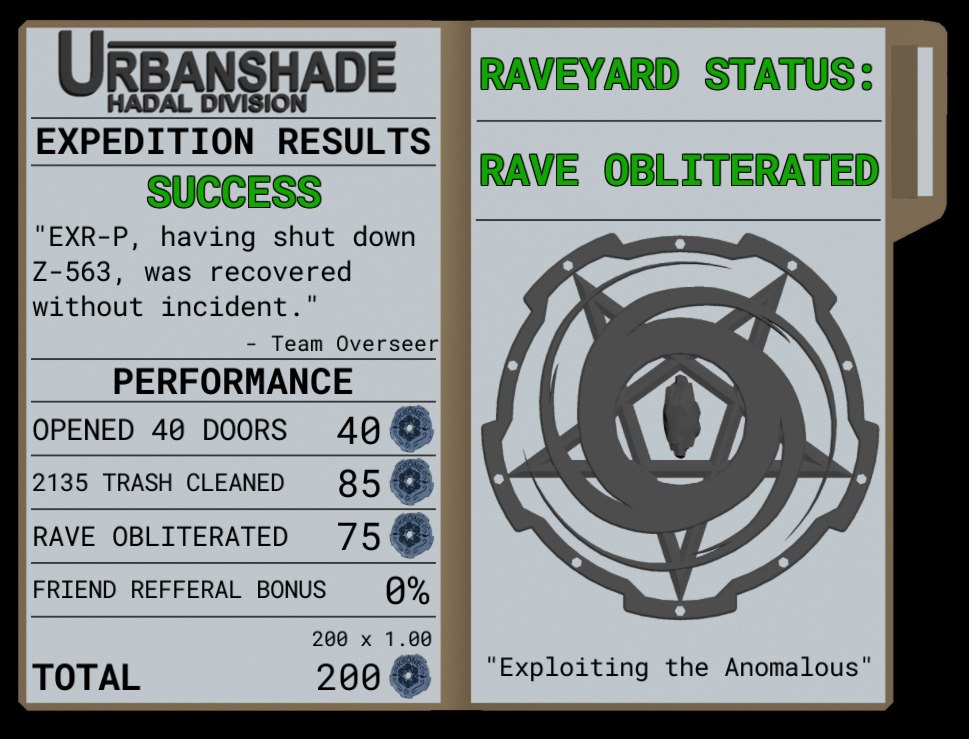 URBANSHADE
HADAL DIVISION
EXPEDITION RESULTS
SUCCESS
"EXR-P, having shut down
Z-563, was recovered
without incident."
- Team Overseer
PERFORMANCE
OPENED 40 DOORS 40
2135 TRASH CLEANED 85
RAVE OBLITERATED 75
FRIEND REFFERAL BONUS 0%
200 x 1.00
TOTAL 200
RAVEYARD STATUS:
RAVE OBLITERATED
"Exploiting the Anomalous"